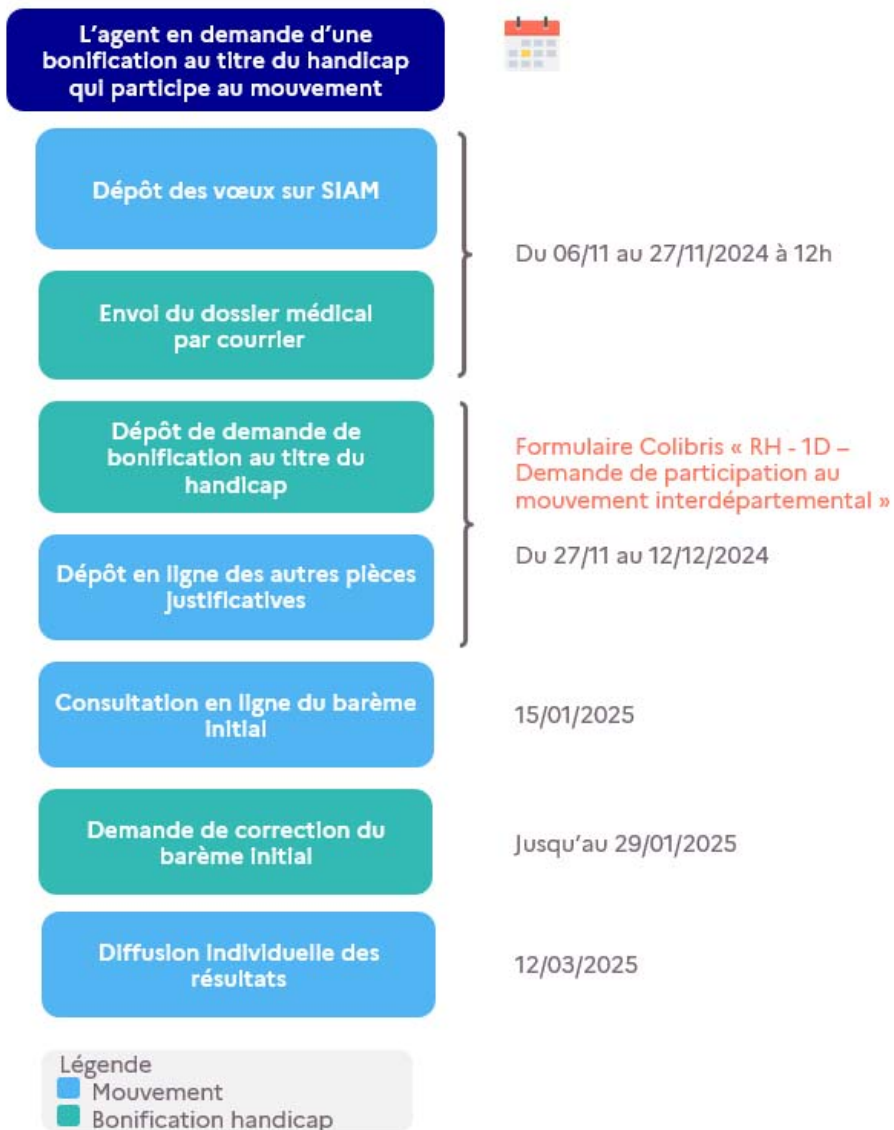 L'agent en demande d'une
bonification au titre du handicap
qui participe au mouvement
Dépôt des vœux sur SIAM
Du 06/11 au 27/11/2024 à 12h
Envoi du dossier médical
par courrier
Dépôt de demande de
bonification au titre du
handicap
Formulaire Colibris « RH - 1D –
Demande de participation au
mouvement interdépartemental »
Du 27/11 au 12/12/2024
Dépôt en ligne des autres pièces
justificatives
Consultation en ligne du barème
initial
15/01/2025
Demande de correction du
barème initial
Jusqu'au 29/01/2025
Diffusion individuelle des
résultats
12/03/2025
Légende
Mouvement
Bonification handicap